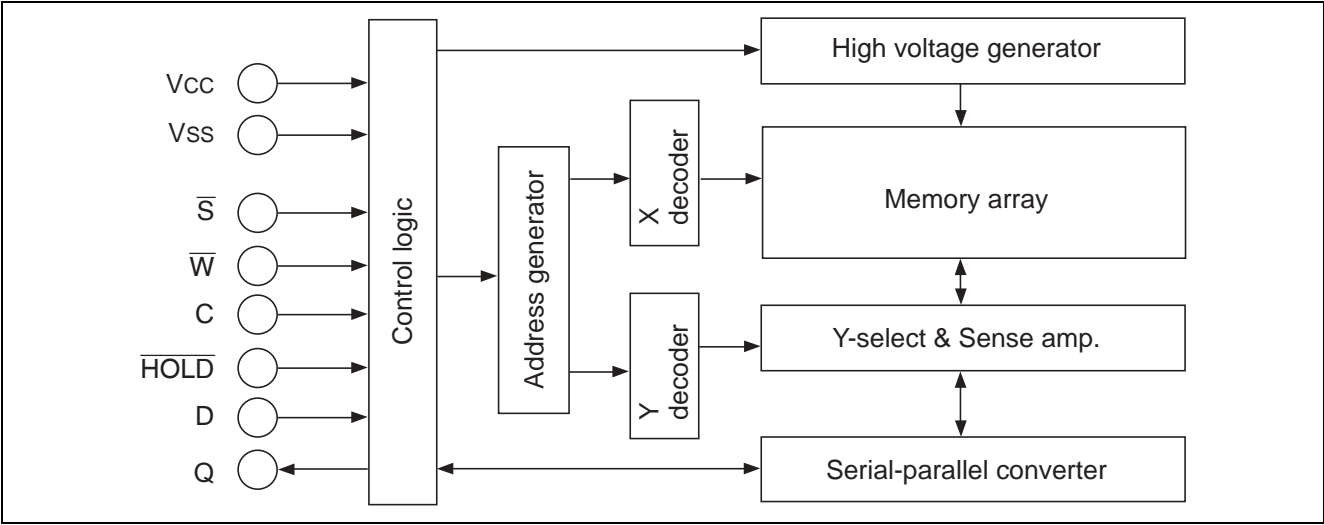 VCC
VSS
S̅
W̅
C
H̅O̅L̅D̅
D
Q
Control logic
Address generator
X
decoder
Y
decoder
High voltage generator
Memory array
Y-select & Sense amp.
Serial-parallel converter